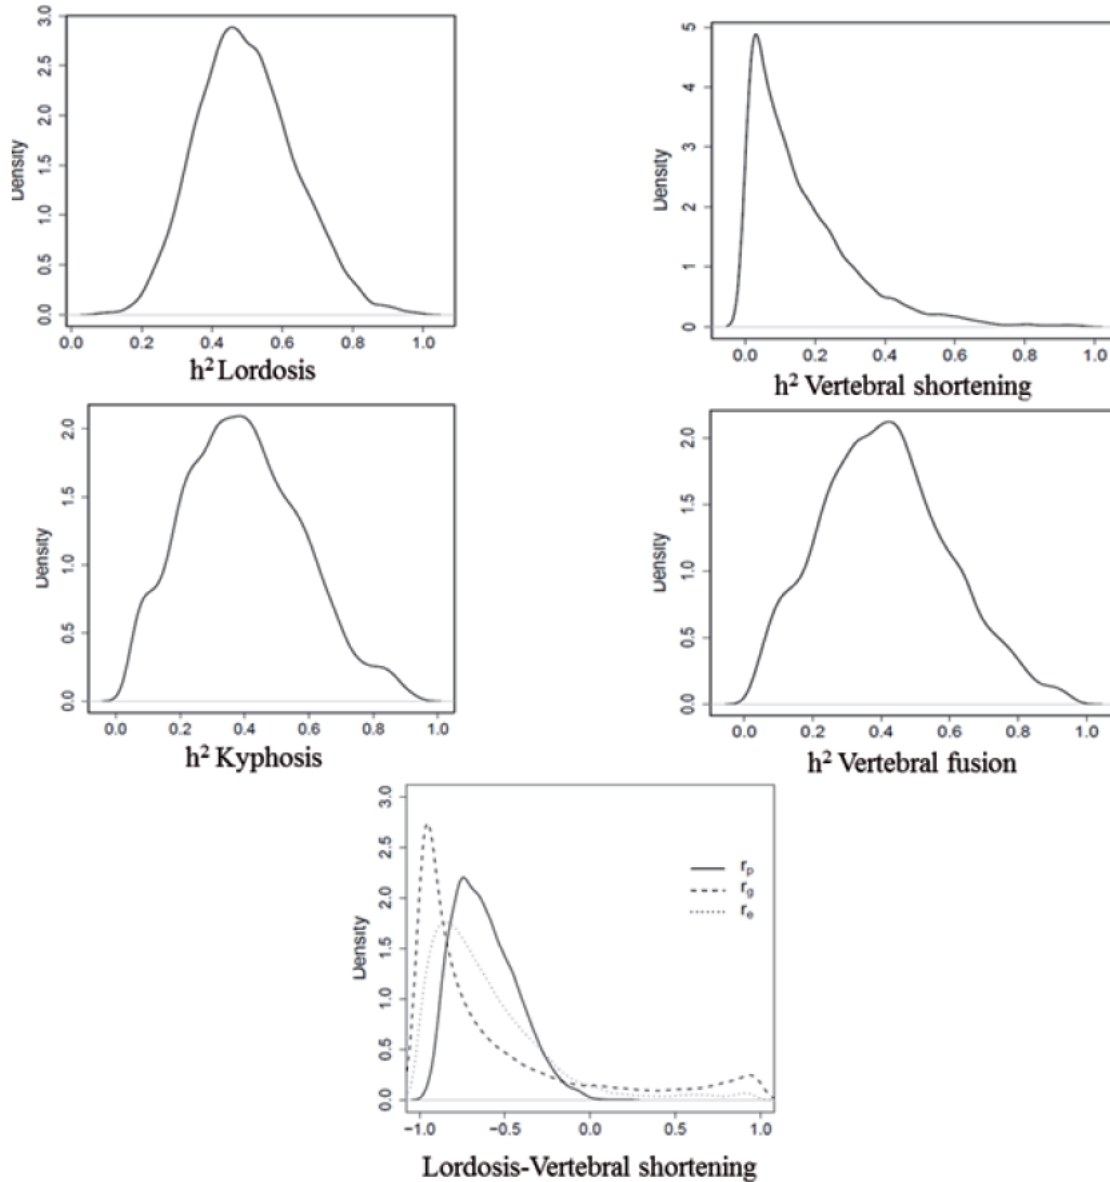 Density
3.0
2.5
2.0
1.5
1.0
0.5
0.0
0.0 0.2 0.4 0.6 0.8 1.0
h² Lordosis
Density
5
4
3
2
1
0
0.0 0.2 0.4 0.6 0.8 1.0
h² Vertebral shortening
Density
2.0
1.5
1.0
0.5
0.0
0.0 0.2 0.4 0.6 0.8 1.0
h² Kyphosis
Density
2.0
1.5
1.0
0.5
0.0
0.0 0.2 0.4 0.6 0.8 1.0
h² Vertebral fusion
Density
3.0
2.5
2.0
1.5
1.0
0.5
0.0
rp
rg
re
−1.0 −0.5 0.0 0.5 1.0
Lordosis-Vertebral shortening